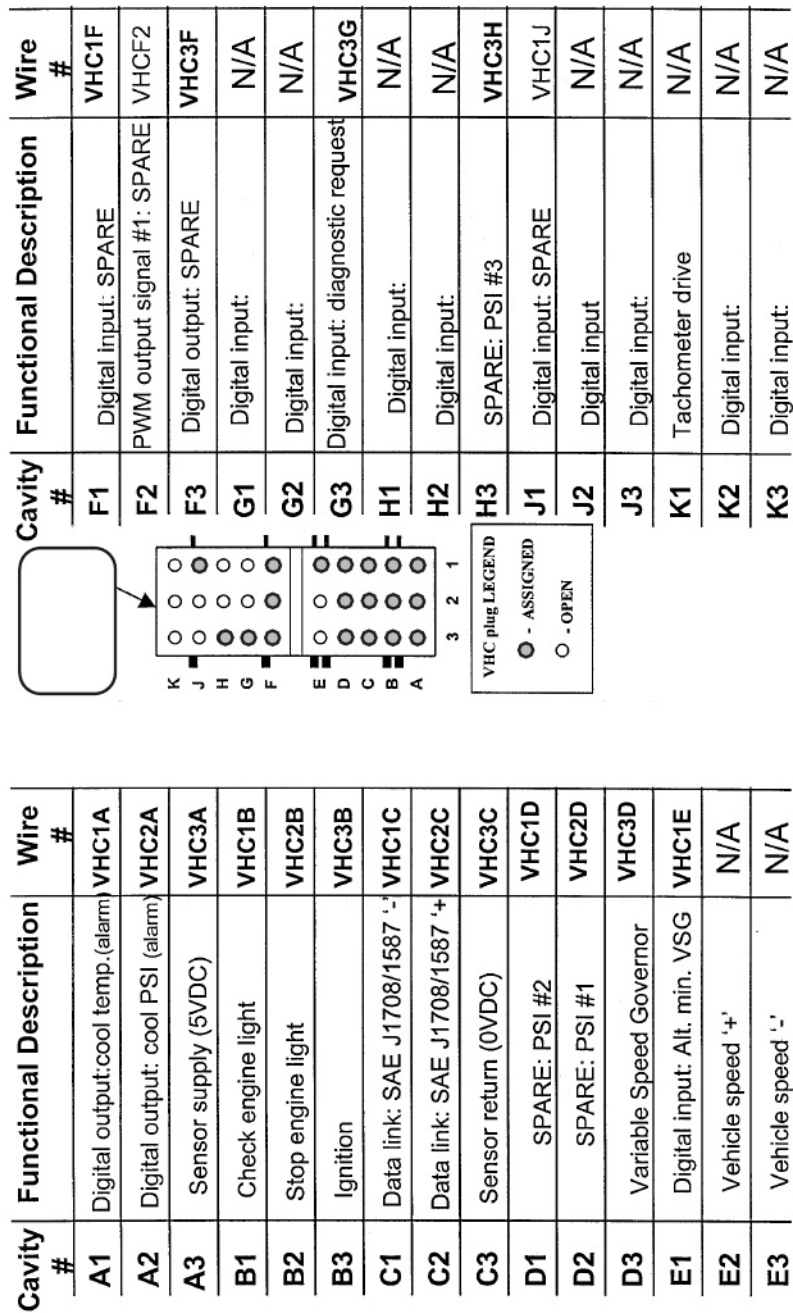 Cavity # Functional Description Wire #
A1 Digital output:cool temp.(alarm) VHC1A
A2 Digital output: cool PSI (alarm) VHC2A
A3 Sensor supply (5VDC) VHC3A
B1 Check engine light VHC1B
B2 Stop engine light VHC2B
B3 Ignition VHC3B
C1 Data link: SAE J1708/1587 ‘-’ VHC1C
C2 Data link: SAE J1708/1587 ‘+ VHC2C
C3 Sensor return (0VDC) VHC3C
D1 SPARE: PSI #2 VHC1D
D2 SPARE: PSI #1 VHC2D
D3 Variable Speed Governor VHC3D
E1 Digital input: Alt. min. VSG VHC1E
E2 Vehicle speed ‘+’ N/A
E3 Vehicle speed ‘-’ N/A
K
J
H
G
F
E
D
C
B
A
3 2 1
VHC plug LEGEND
- ASSIGNED
- OPEN
Cavity # Functional Description Wire #
F1 Digital input: SPARE VHC1F
F2 PWM output signal #1: SPARE VHCF2
F3 Digital output: SPARE VHC3F
G1 Digital input: N/A
G2 Digital input: N/A
G3 Digital input: diagnostic request VHC3G
H1 Digital input: N/A
H2 Digital input: N/A
H3 SPARE: PSI #3 VHC3H
J1 Digital input: SPARE VHC1J
J2 Digital input N/A
J3 Digital input: N/A
K1 Tachometer drive N/A
K2 Digital input: N/A
K3 Digital input: N/A